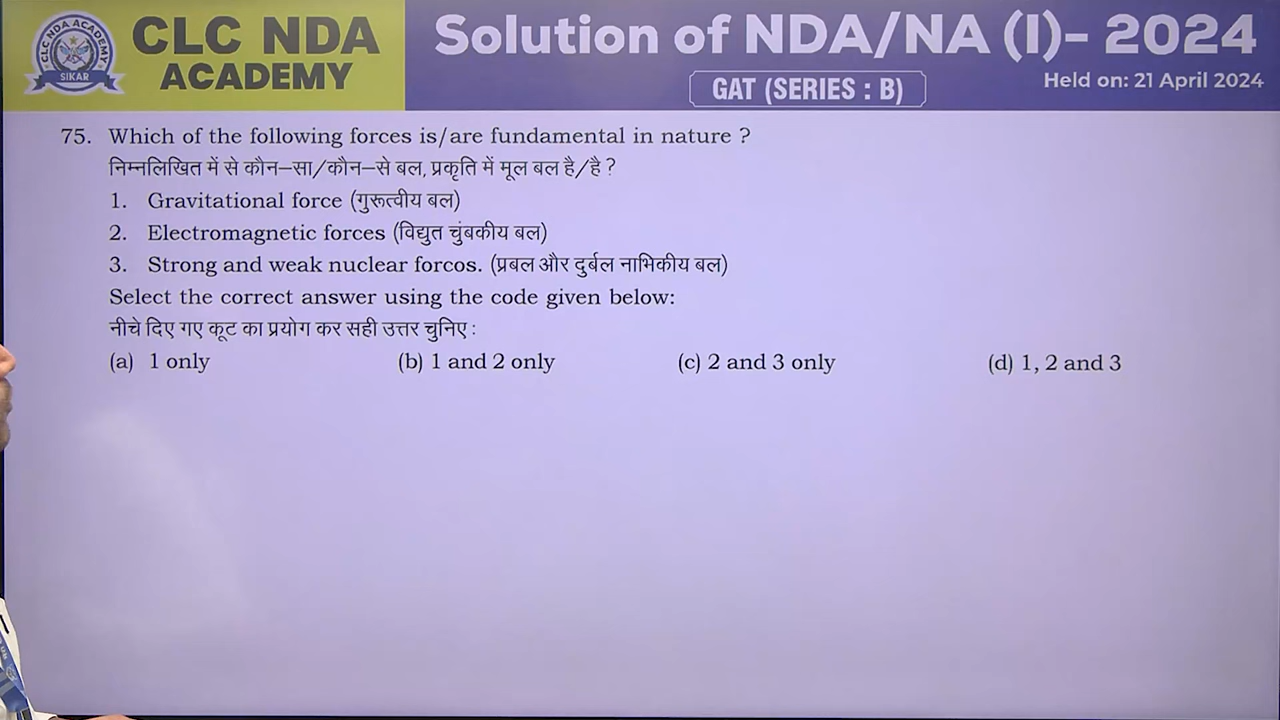 CLC NDA ACADEMY
SIKAR
CLC NDA
ACADEMY
Solution of NDA/NA (I)- 2024
GAT (SERIES : B)
Held on: 21 April 2024
75. Which of the following forces is/are fundamental in nature ?
निम्नलिखित में से कौन–सा/कौन–से बल, प्रकृति में मूल बल है/है ?
1. Gravitational force (गुरूत्वीय बल)
2. Electromagnetic forces (विद्युत चुंबकीय बल)
3. Strong and weak nuclear forcos. (प्रबल और दुर्बल नाभिकीय बल)
Select the correct answer using the code given below:
नीचे दिए गए कूट का प्रयोग कर सही उत्तर चुनिए :
(a) 1 only (b) 1 and 2 only (c) 2 and 3 only (d) 1, 2 and 3